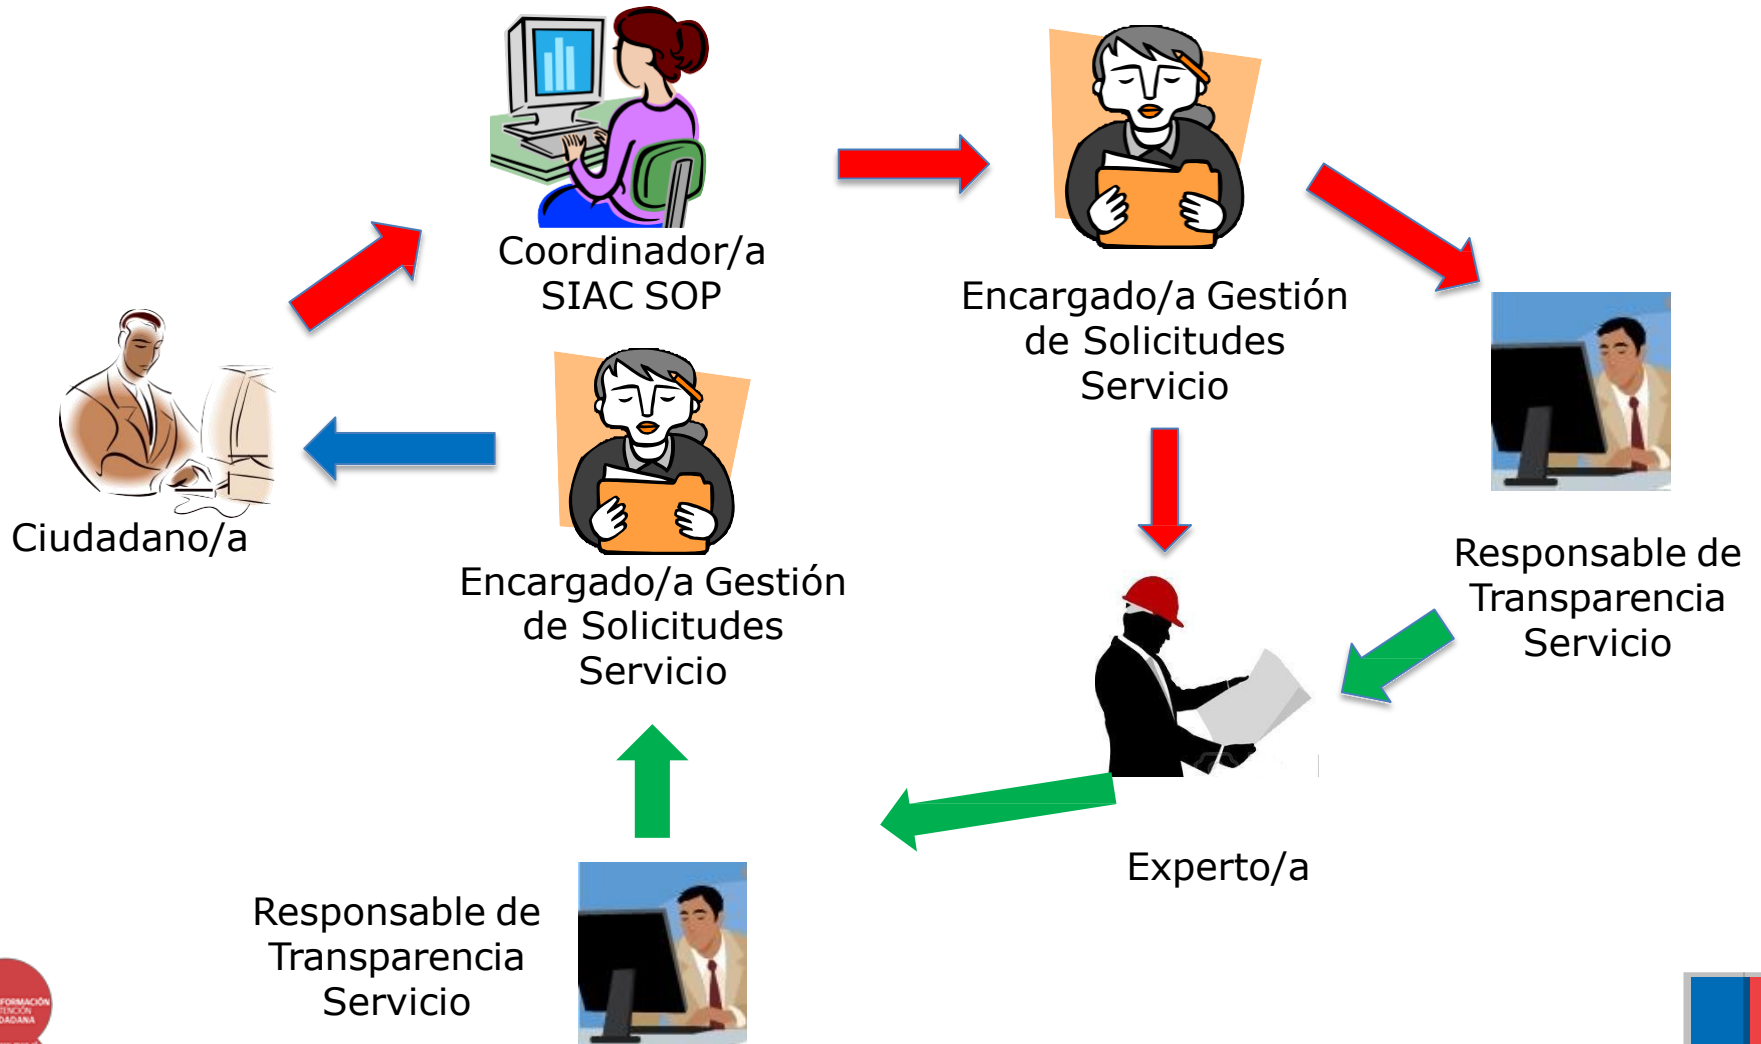 Coordinador/a
SIAC SOP
Encargado/a Gestión
de Solicitudes
Servicio
Ciudadano/a
Encargado/a Gestión
de Solicitudes
Servicio
Responsable de
Transparencia
Servicio
Experto/a
Responsable de
Transparencia
Servicio